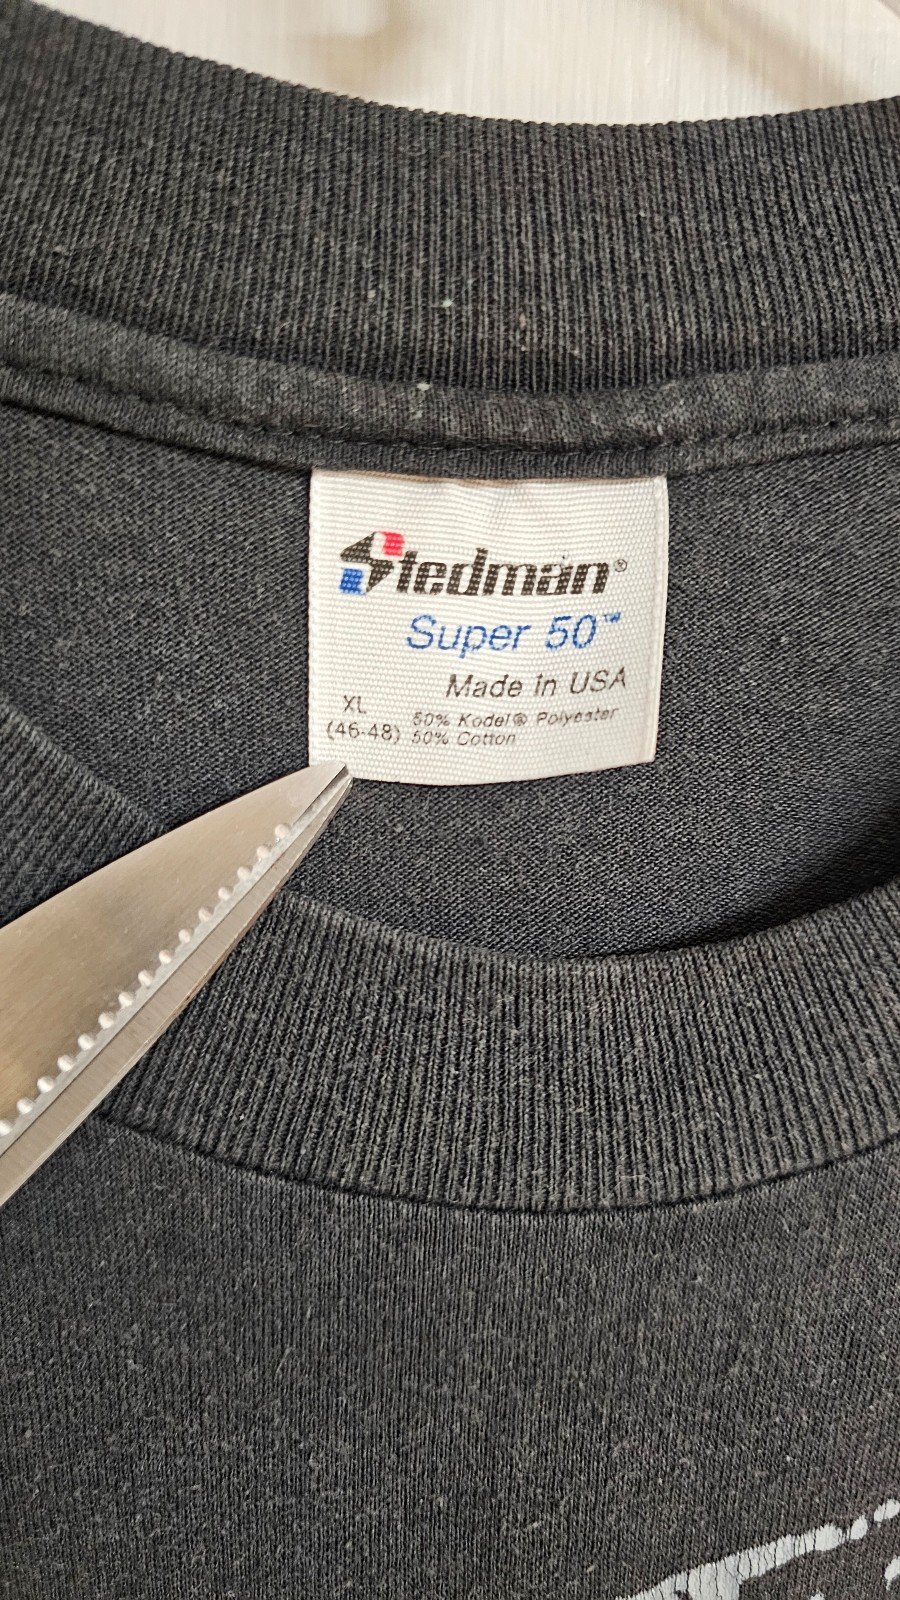 Stedman®
Super 50™
Made in USA
XL
(46-48)
50% Kodel® Polyester
50% Cotton